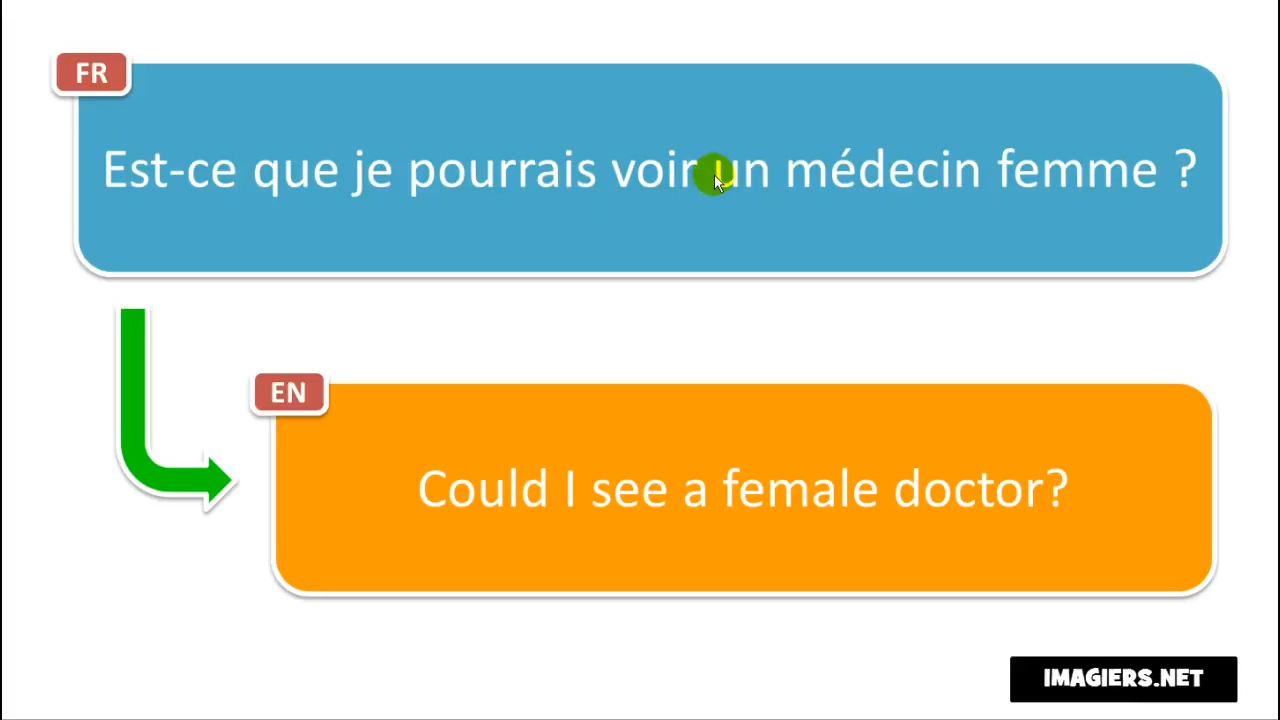 FR
Est-ce que je pourrais voir un médecin femme ?
EN
Could I see a female doctor?
IMAGIERS.NET